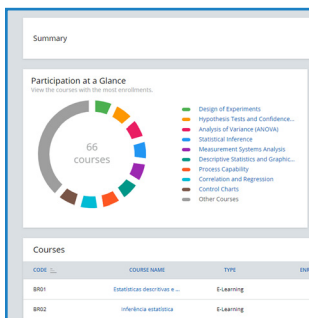 Summary
Participation at a Glance
View the courses with the most enrollments.
66
courses
Design of Experiments
Hypothesis Tests and Confidence...
Analysis of Variance (ANOVA)
Statistical Inference
Measurement Systems Analysis
Descriptive Statistics and Graphic...
Process Capability
Correlation and Regression
Control Charts
Other Courses
Courses
CODE COURSE NAME TYPE ENR
BR01 Estatísticas descritivas e ... E-Learning
BR02 Inferência estatística E-Learning